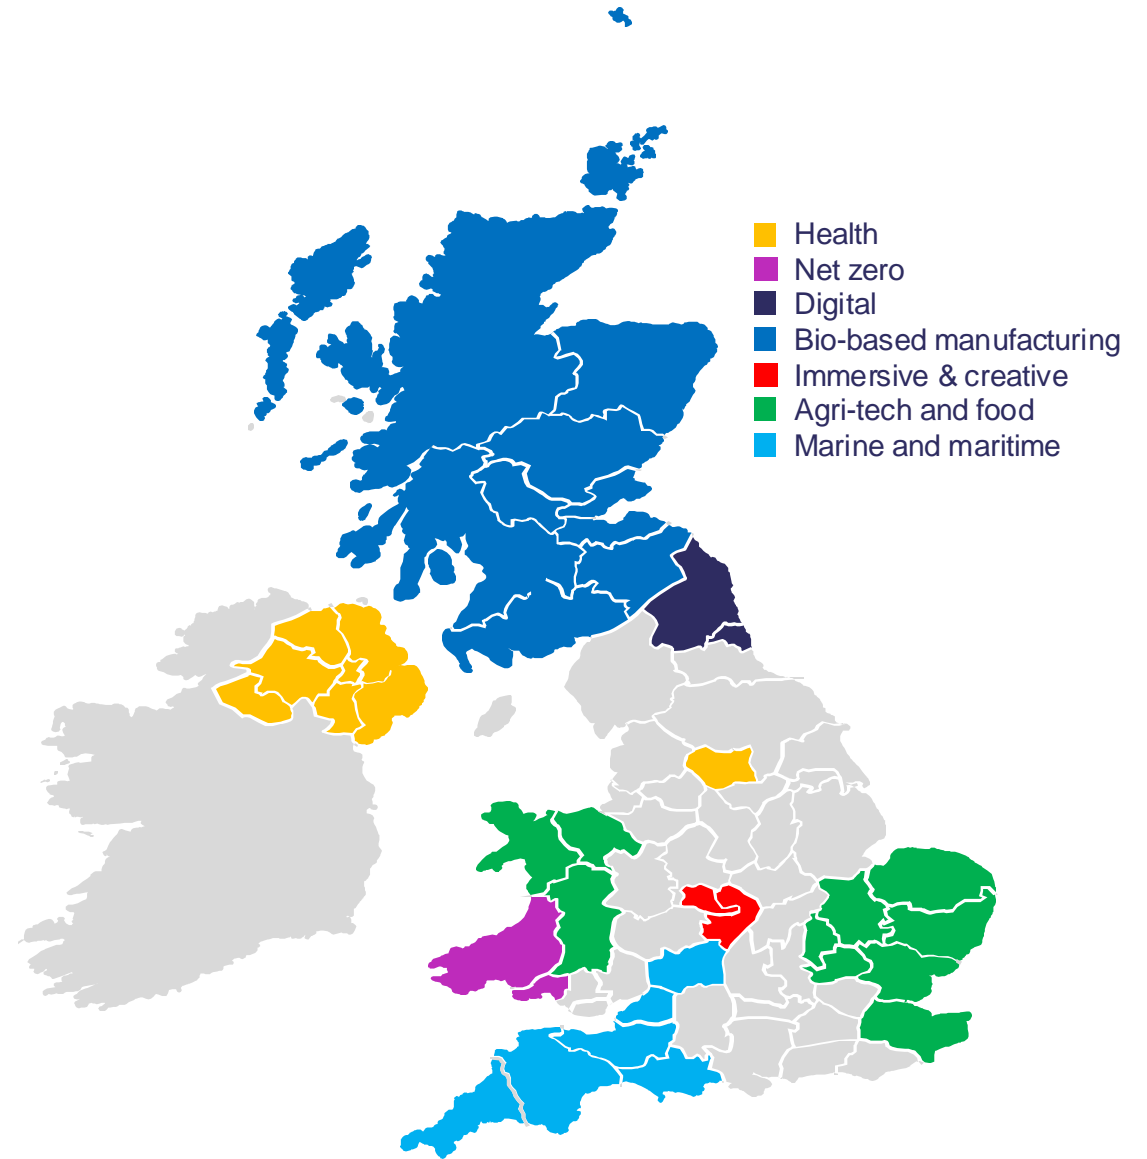 Health
Net zero
Digital
Bio-based manufacturing
Immersive & creative
Agri-tech and food
Marine and maritime